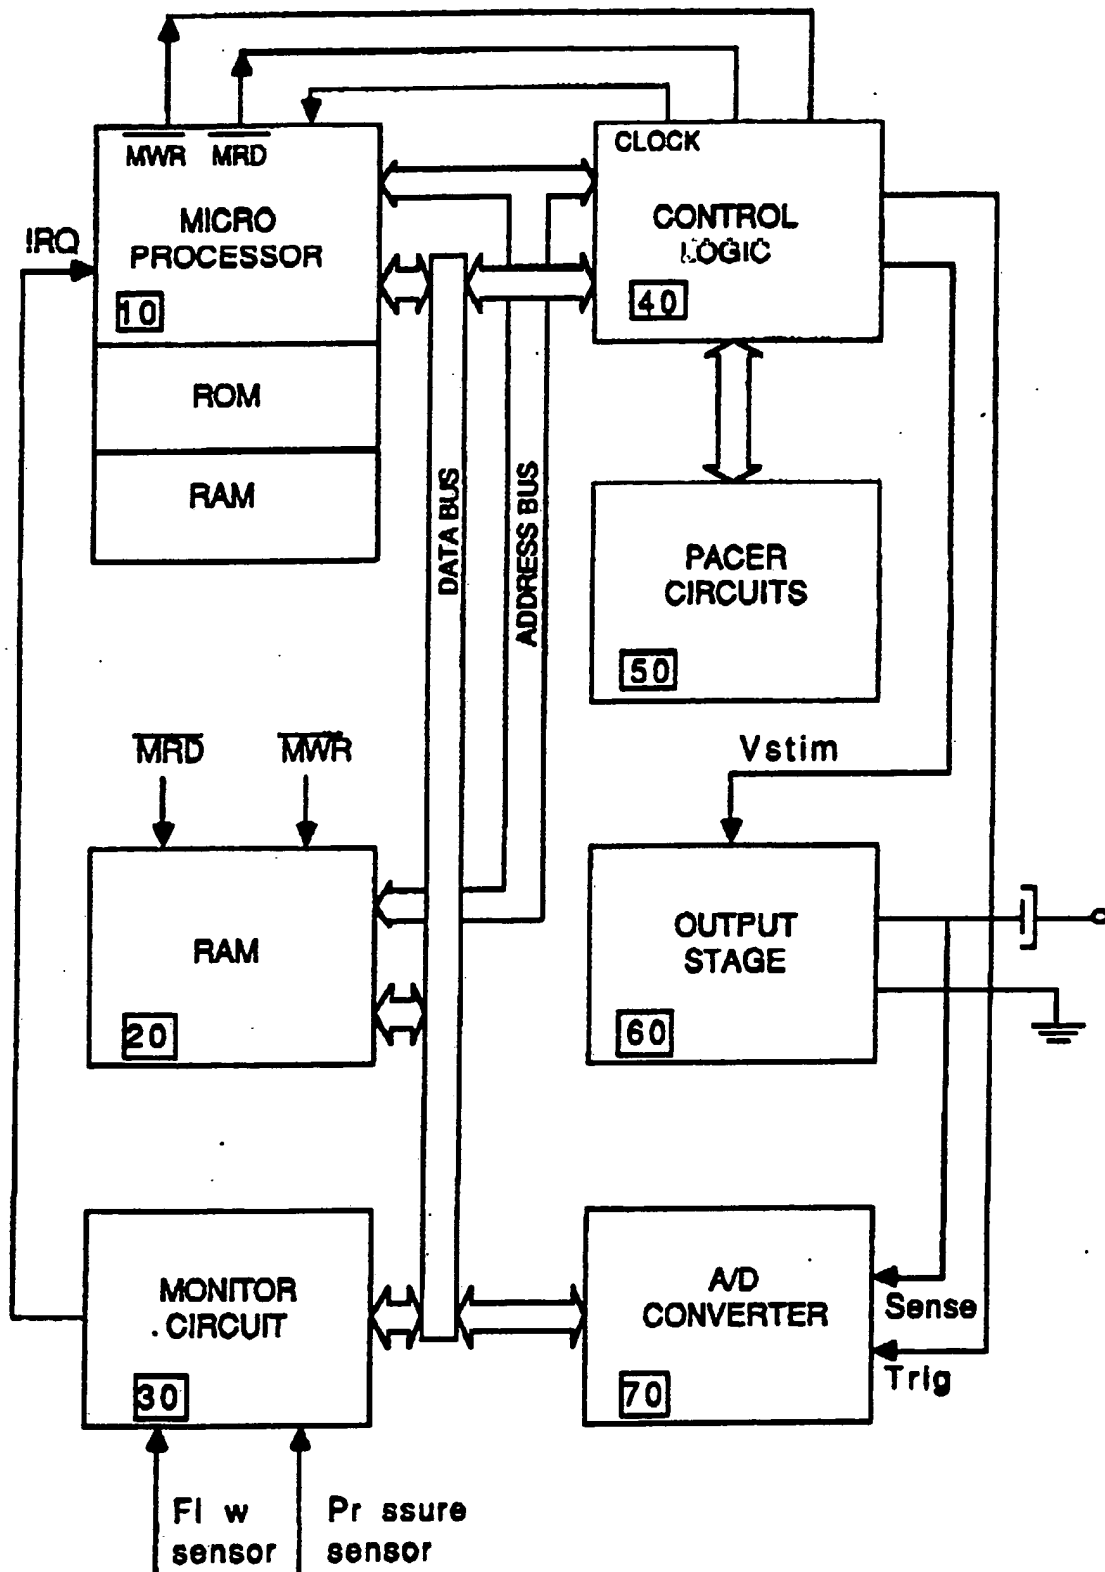 MWR MRD
CLOCK
MICRO
PROCESSOR
10
IRQ
CONTROL
LOGIC
40
ROM
RAM
DATA BUS
ADDRESS BUS
PACER
CIRCUITS
50
MRD MWR
Vstim
RAM
20
OUTPUT
STAGE
60
MONITOR
CIRCUIT
30
A/D
CONVERTER
70
Sense
Trig
Fl w
sensor
Pr ssure
sensor